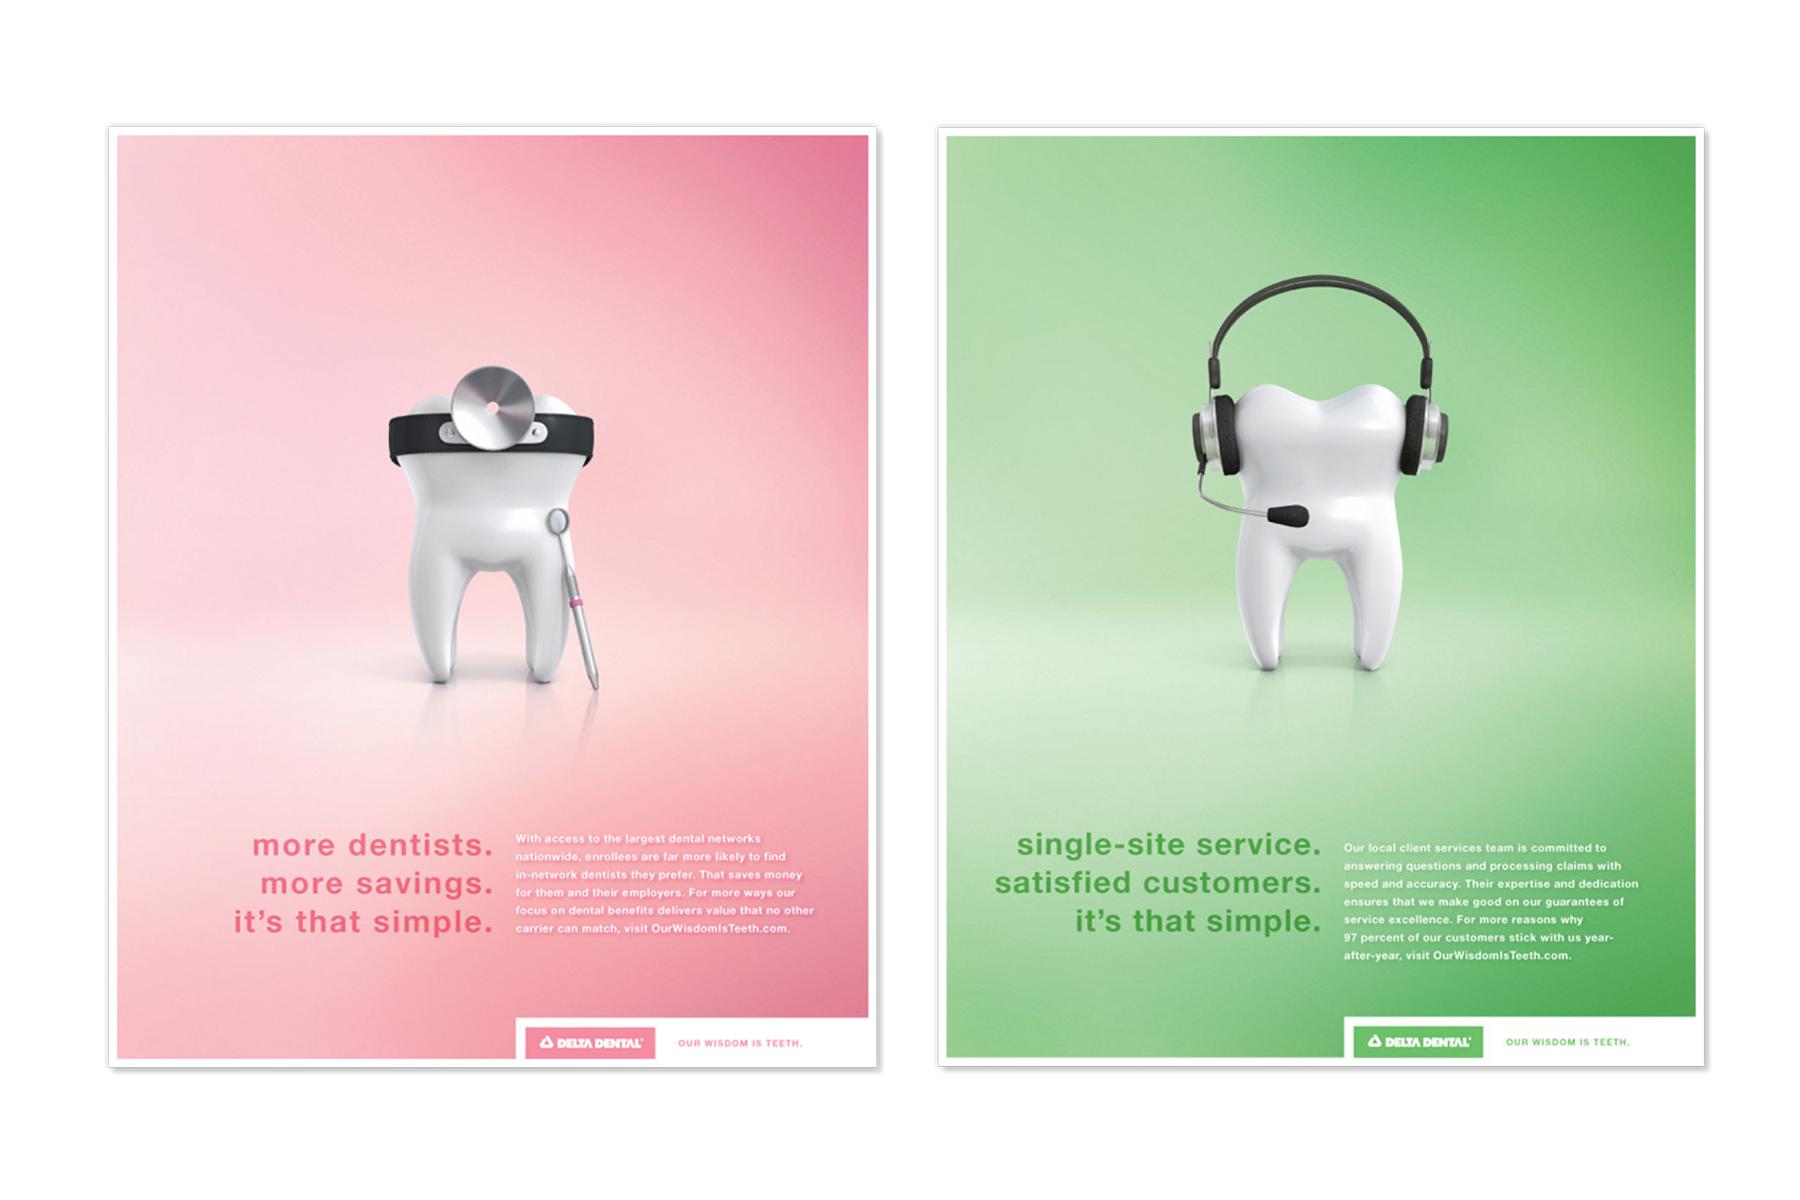 more dentists.
more savings.
it's that simple.
With access to the largest dental networks
nationwide, enrollees are far more likely to find
in-network dentists they prefer. That saves money
for them and their employers. For more ways our
focus on dental benefits delivers value that no other
carrier can match, visit OurWisdomIsTeeth.com.
DELTA DENTAL®
OUR WISDOM IS TEETH.
single-site service.
satisfied customers.
it's that simple.
Our local client services team is committed to
answering questions and processing claims with
speed and accuracy. Their expertise and dedication
ensures that we make good on our guarantees of
service excellence. For more reasons why
97 percent of our customers stick with us year-
after-year, visit OurWisdomIsTeeth.com.
DELTA DENTAL®
OUR WISDOM IS TEETH.